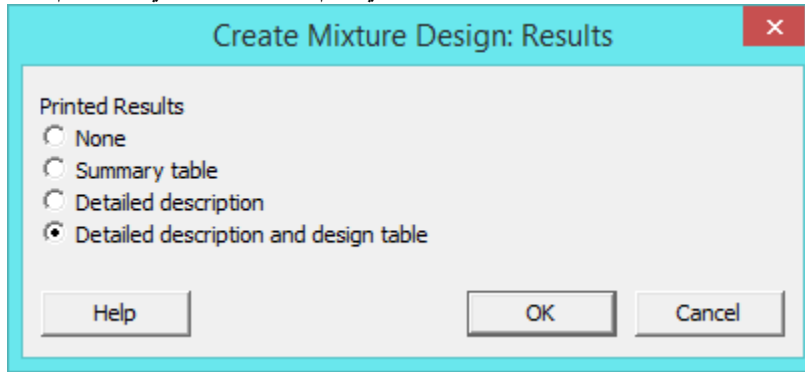 Create Mixture Design: Results
Printed Results
None
Summary table
Detailed description
Detailed description and design table
Help
OK
Cancel